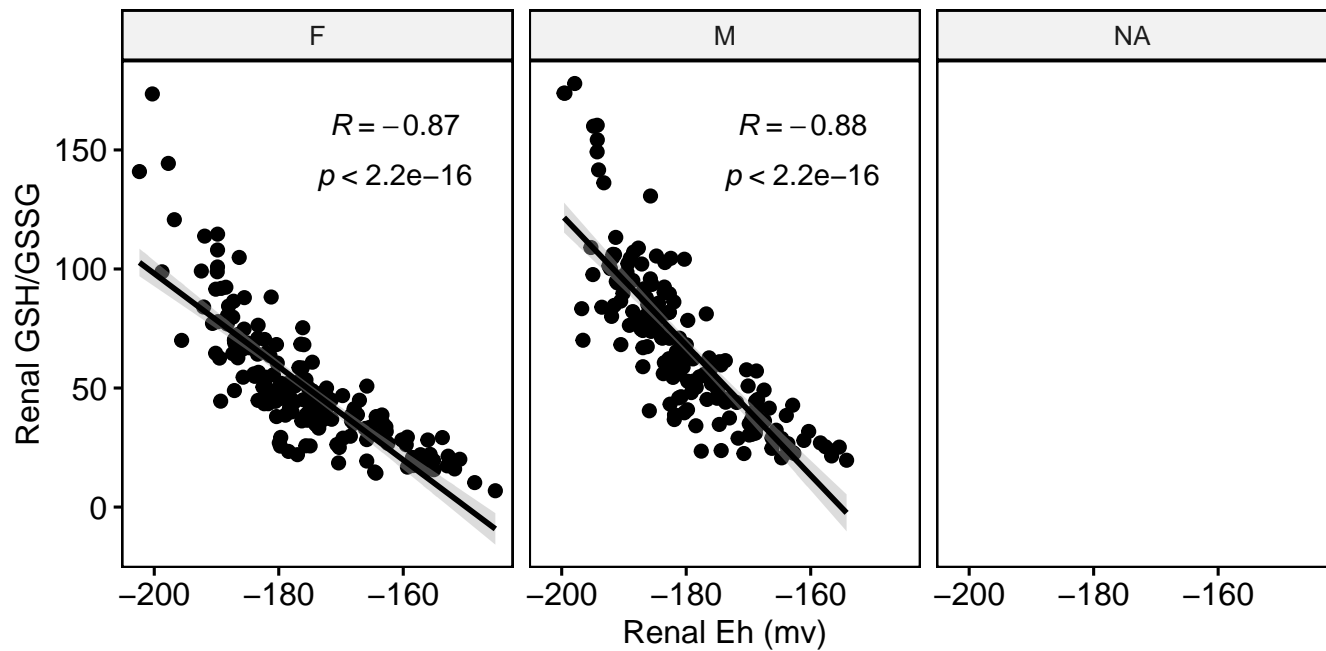 F
M
NA
R = −0.87
p < 2.2e−16
R = −0.88
p < 2.2e−16
Renal GSH/GSSG
150
100
50
0
−200 −180 −160
−200 −180 −160
−200 −180 −160
Renal Eh (mv)